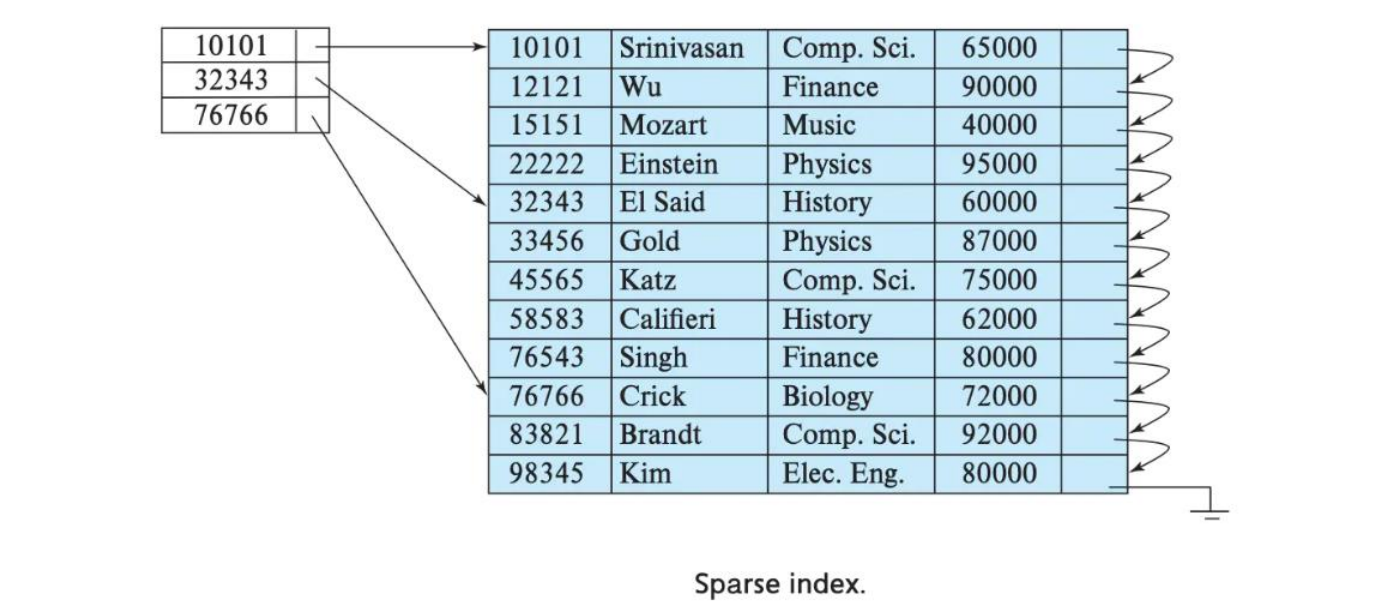 10101
32343
76766
10101 Srinivasan Comp. Sci. 65000
12121 Wu Finance 90000
15151 Mozart Music 40000
22222 Einstein Physics 95000
32343 El Said History 60000
33456 Gold Physics 87000
45565 Katz Comp. Sci. 75000
58583 Califieri History 62000
76543 Singh Finance 80000
76766 Crick Biology 72000
83821 Brandt Comp. Sci. 92000
98345 Kim Elec. Eng. 80000
Sparse index.